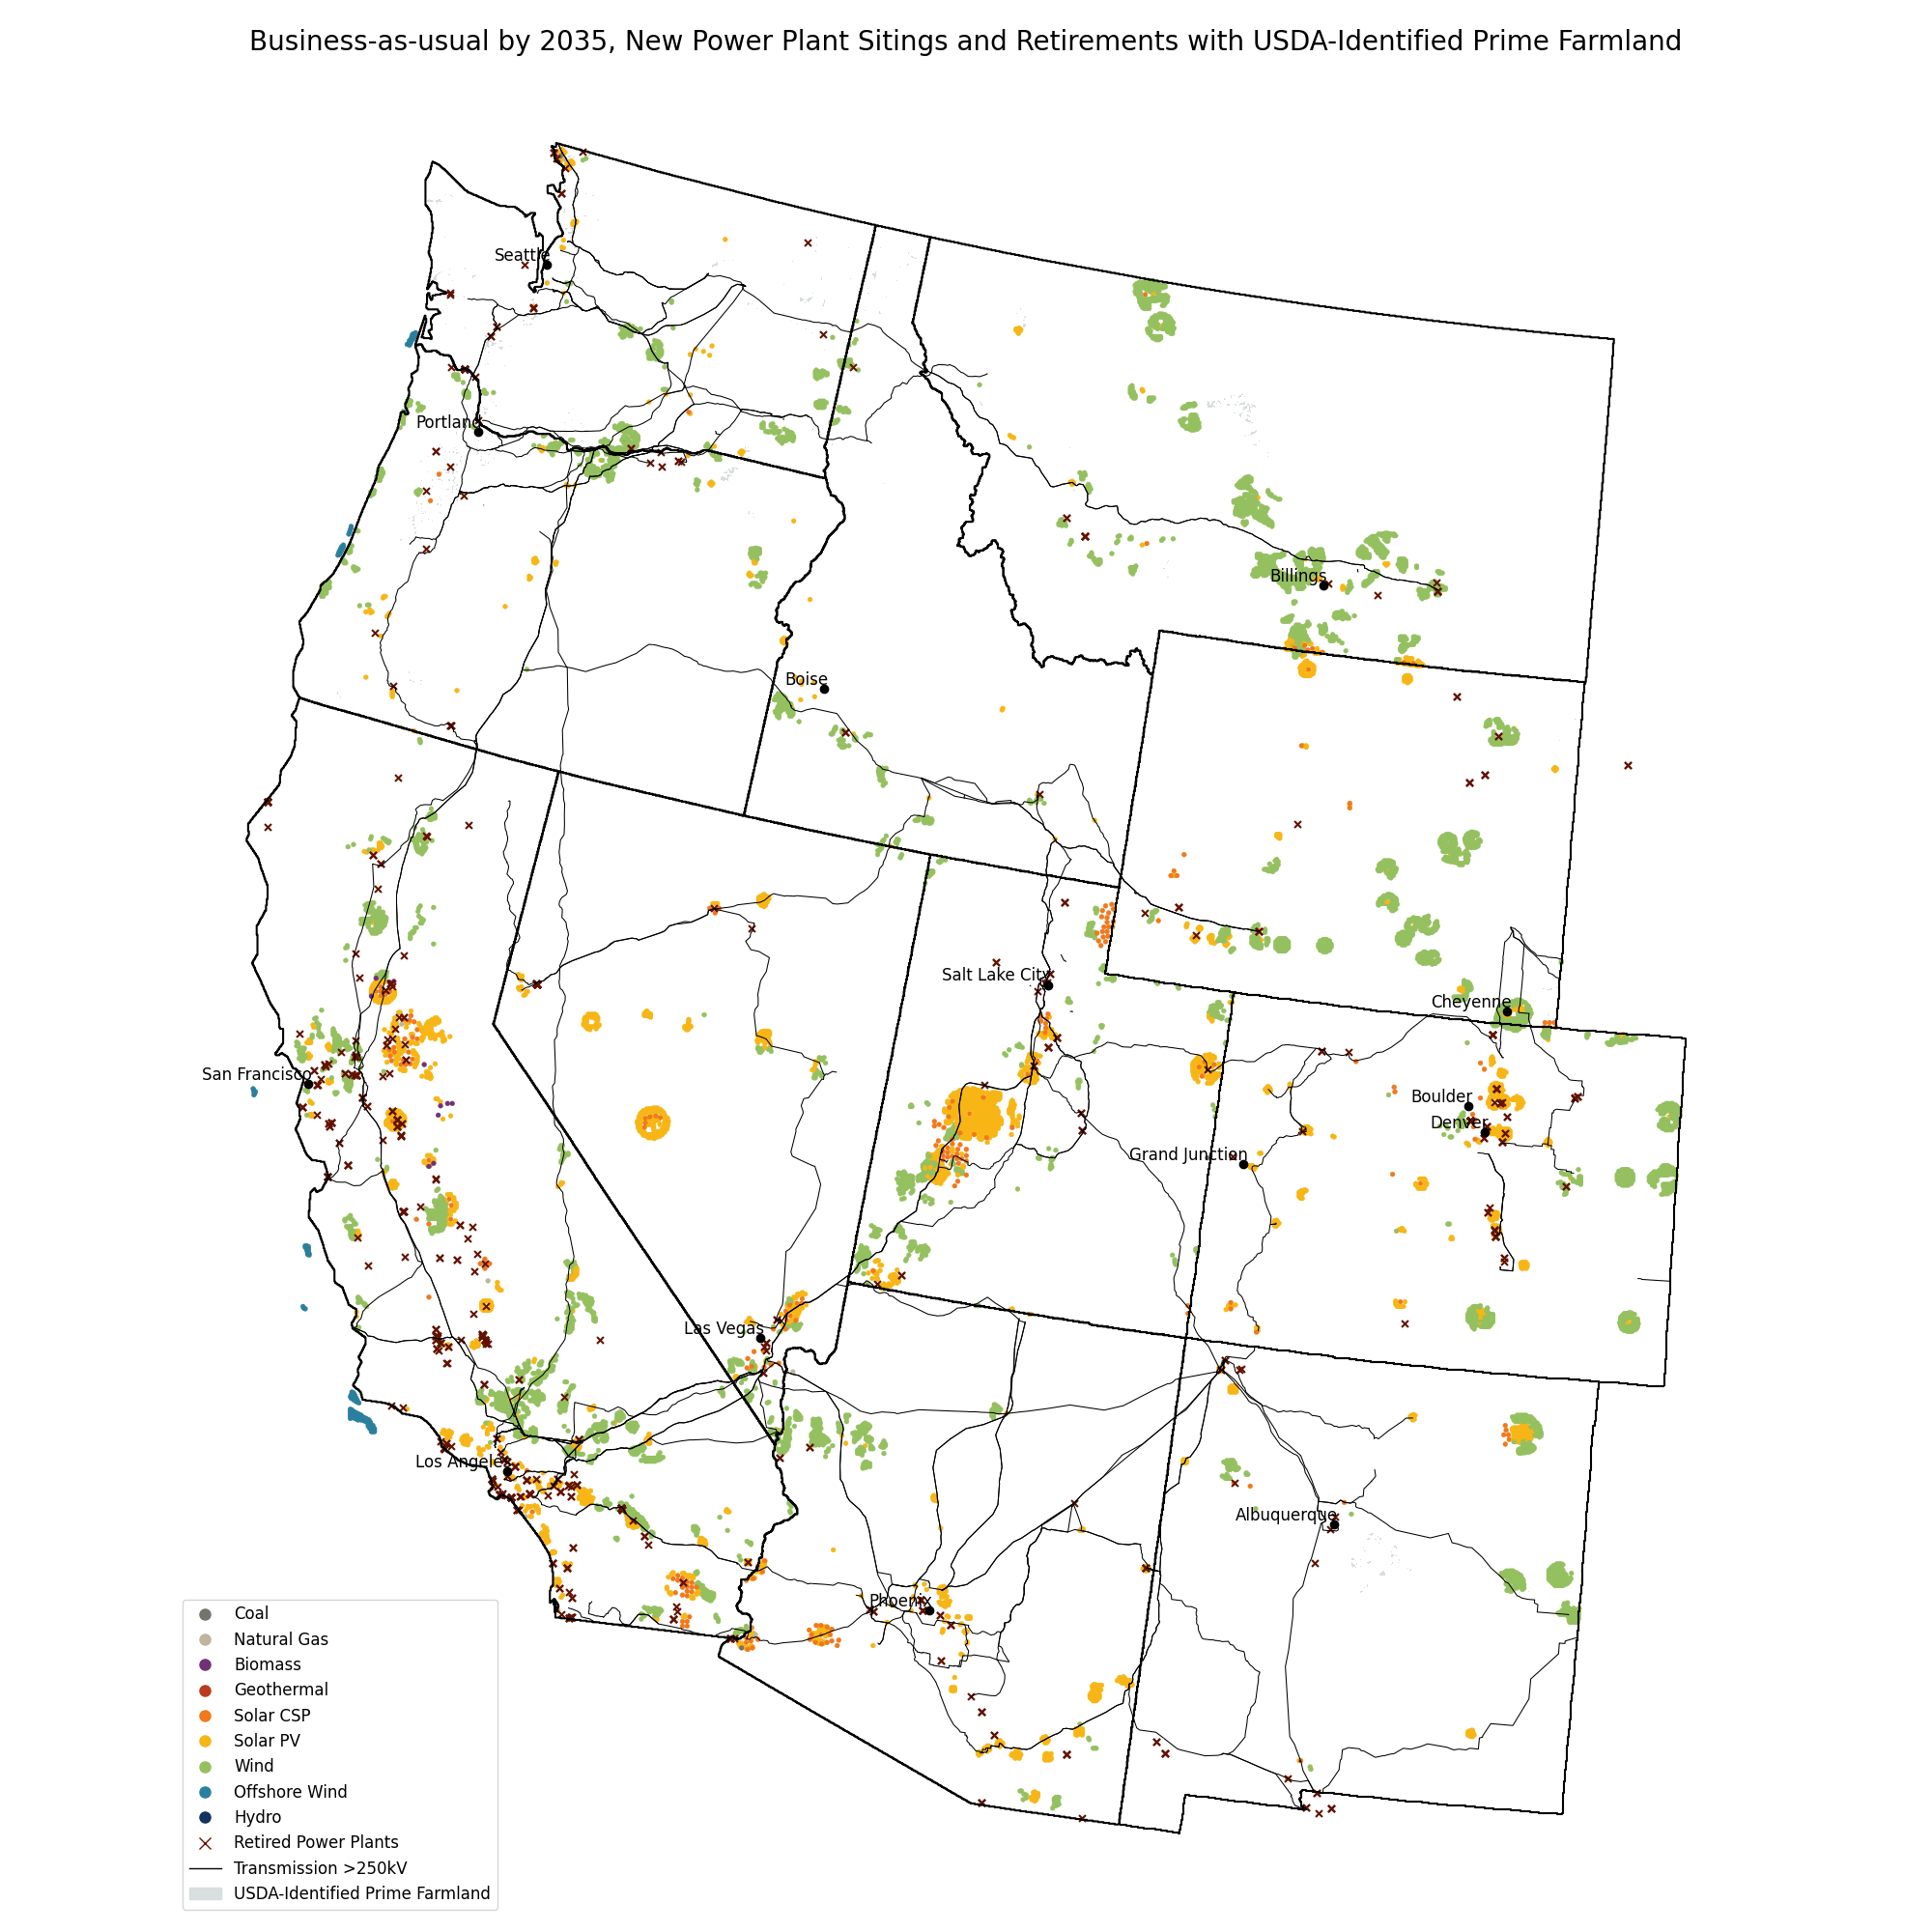 Business-as-usual by 2035, New Power Plant Sitings and Retirements with USDA-Identified Prime Farmland
Seattle
Portland
Billings
Boise
Salt Lake City
Cheyenne
San Francisco
Boulder
Denver
Grand Junction
Las Vegas
Los Angeles
Albuquerque
Phoenix
Coal
Natural Gas
Biomass
Geothermal
Solar CSP
Solar PV
Wind
Offshore Wind
Hydro
Retired Power Plants
Transmission >250kV
USDA-Identified Prime Farmland